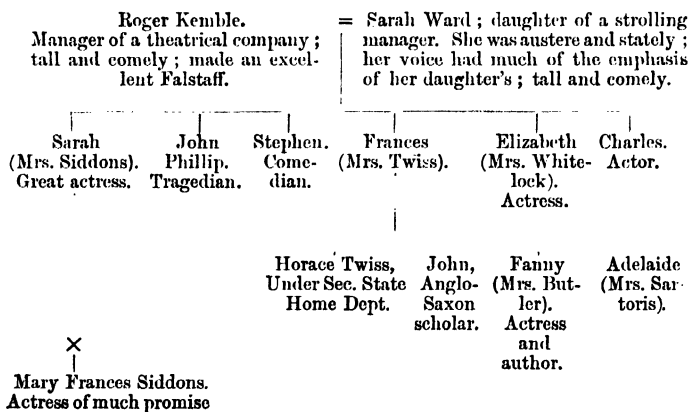 Roger Kemble.
Manager of a theatrical company;
tall and comely; made an excel-
lent Falstaff.
= Sarah Ward; daughter of a strolling
manager. She was austere and stately;
her voice had much of the emphasis
of her daughter's; tall and comely.
Sarah
(Mrs. Siddons).
Great actress.
John
Phillip.
Tragedian.
Stephen.
Come-
dian.
Frances
(Mrs. Twiss).
Elizabeth
(Mrs. White-
lock).
Actress.
Charles.
Actor.
Horace Twiss,
Under Sec. State
Home Dept.
John,
Anglo-
Saxon
scholar.
Fanny
(Mrs. But-
ler).
Actress
and
author.
Adelaide
(Mrs. Sar-
toris).
×
Mary Frances Siddons.
Actress of much promise